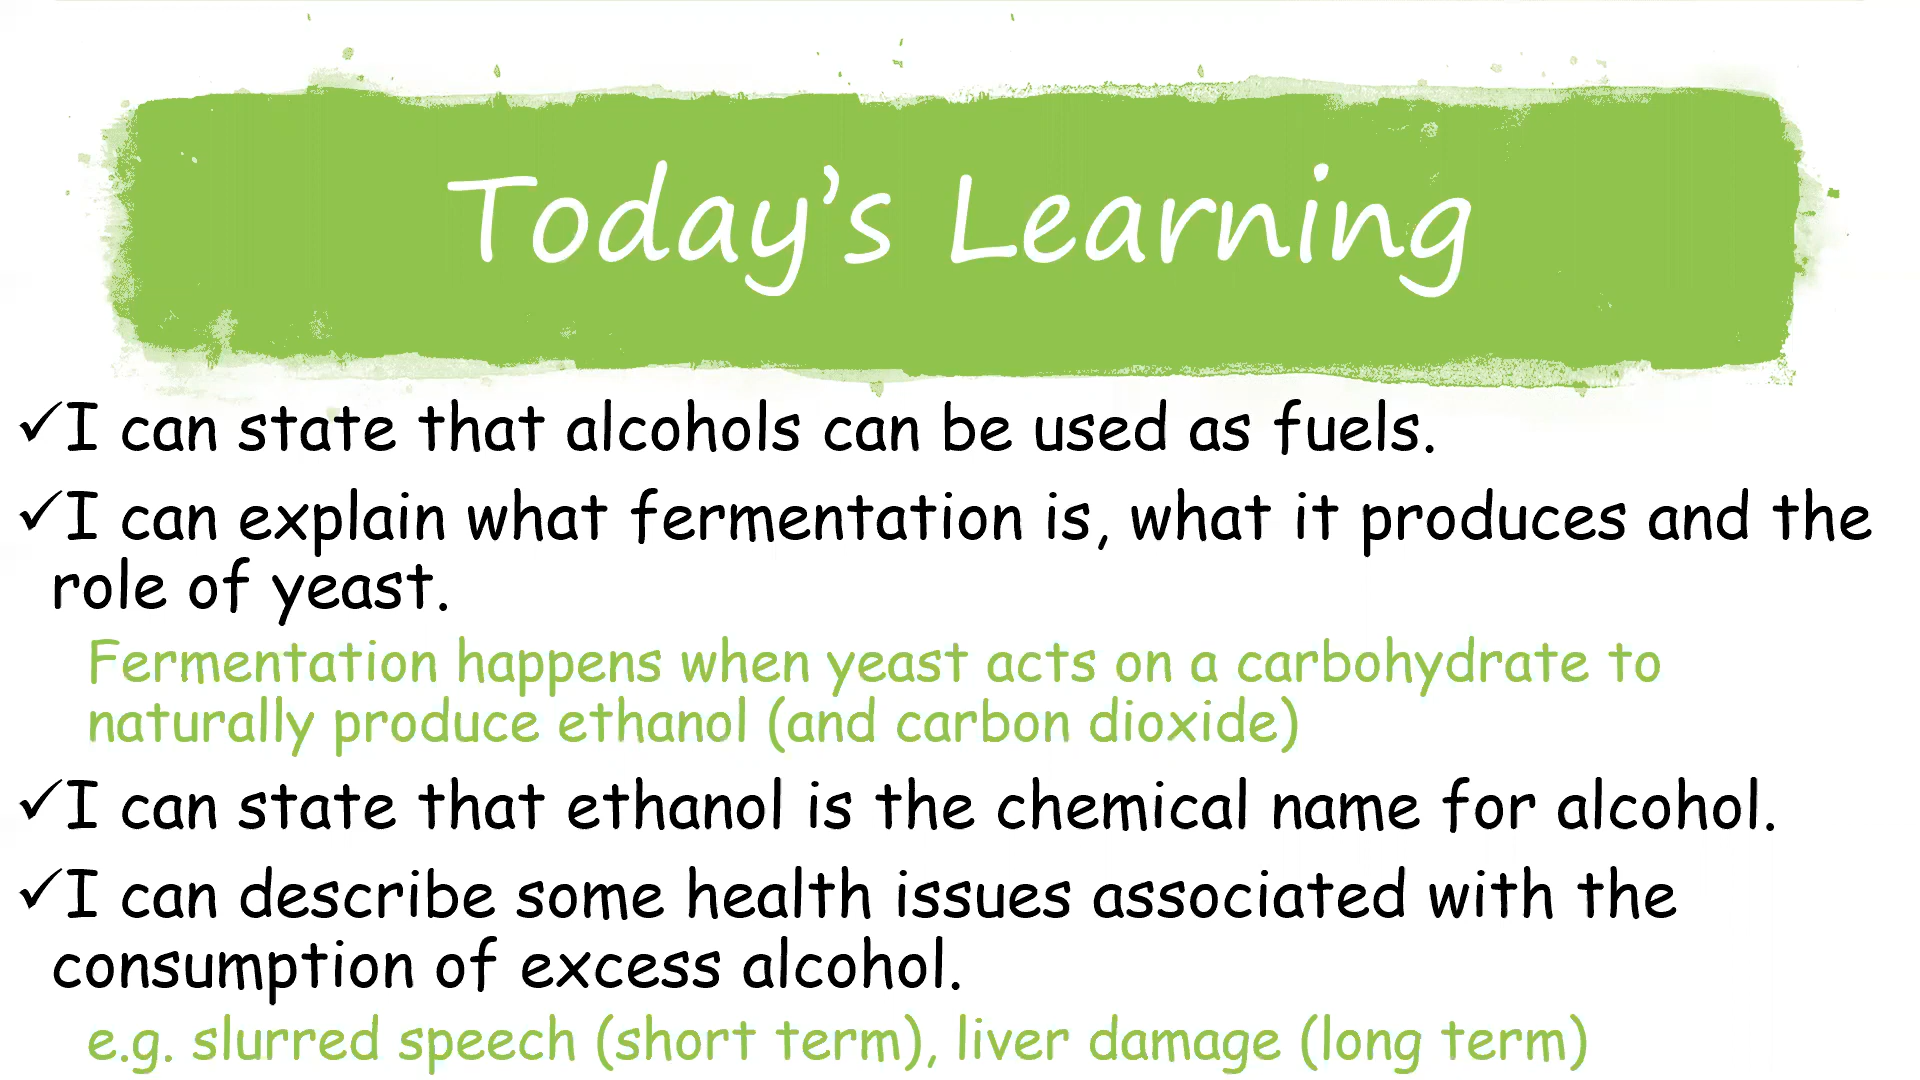 Today’s Learning
✓I can state that alcohols can be used as fuels.
✓I can explain what fermentation is, what it produces and the
role of yeast.
Fermentation happens when yeast acts on a carbohydrate to
naturally produce ethanol (and carbon dioxide)
✓I can state that ethanol is the chemical name for alcohol.
✓I can describe some health issues associated with the
consumption of excess alcohol.
e.g. slurred speech (short term), liver damage (long term)